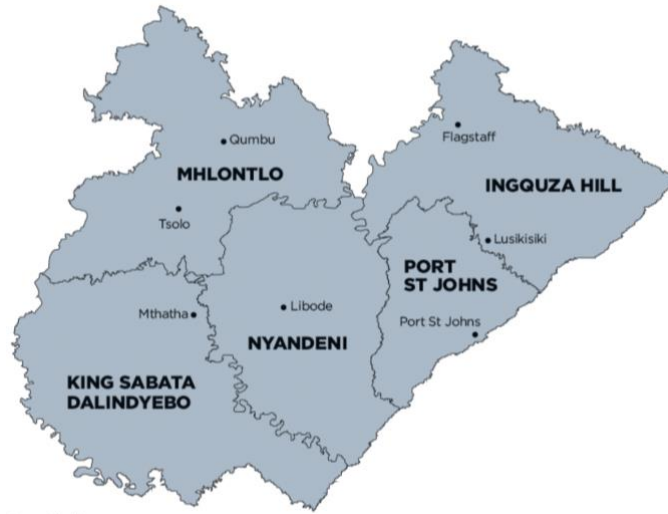 Qumbu
MHLONTLO
Tsolo
Flagstaff
INGQUZA HILL
Lusikisiki
PORT
ST JOHNS
Port St Johns
Libode
NYANDENI
Mthatha
KING SABATA
DALINDYEBO